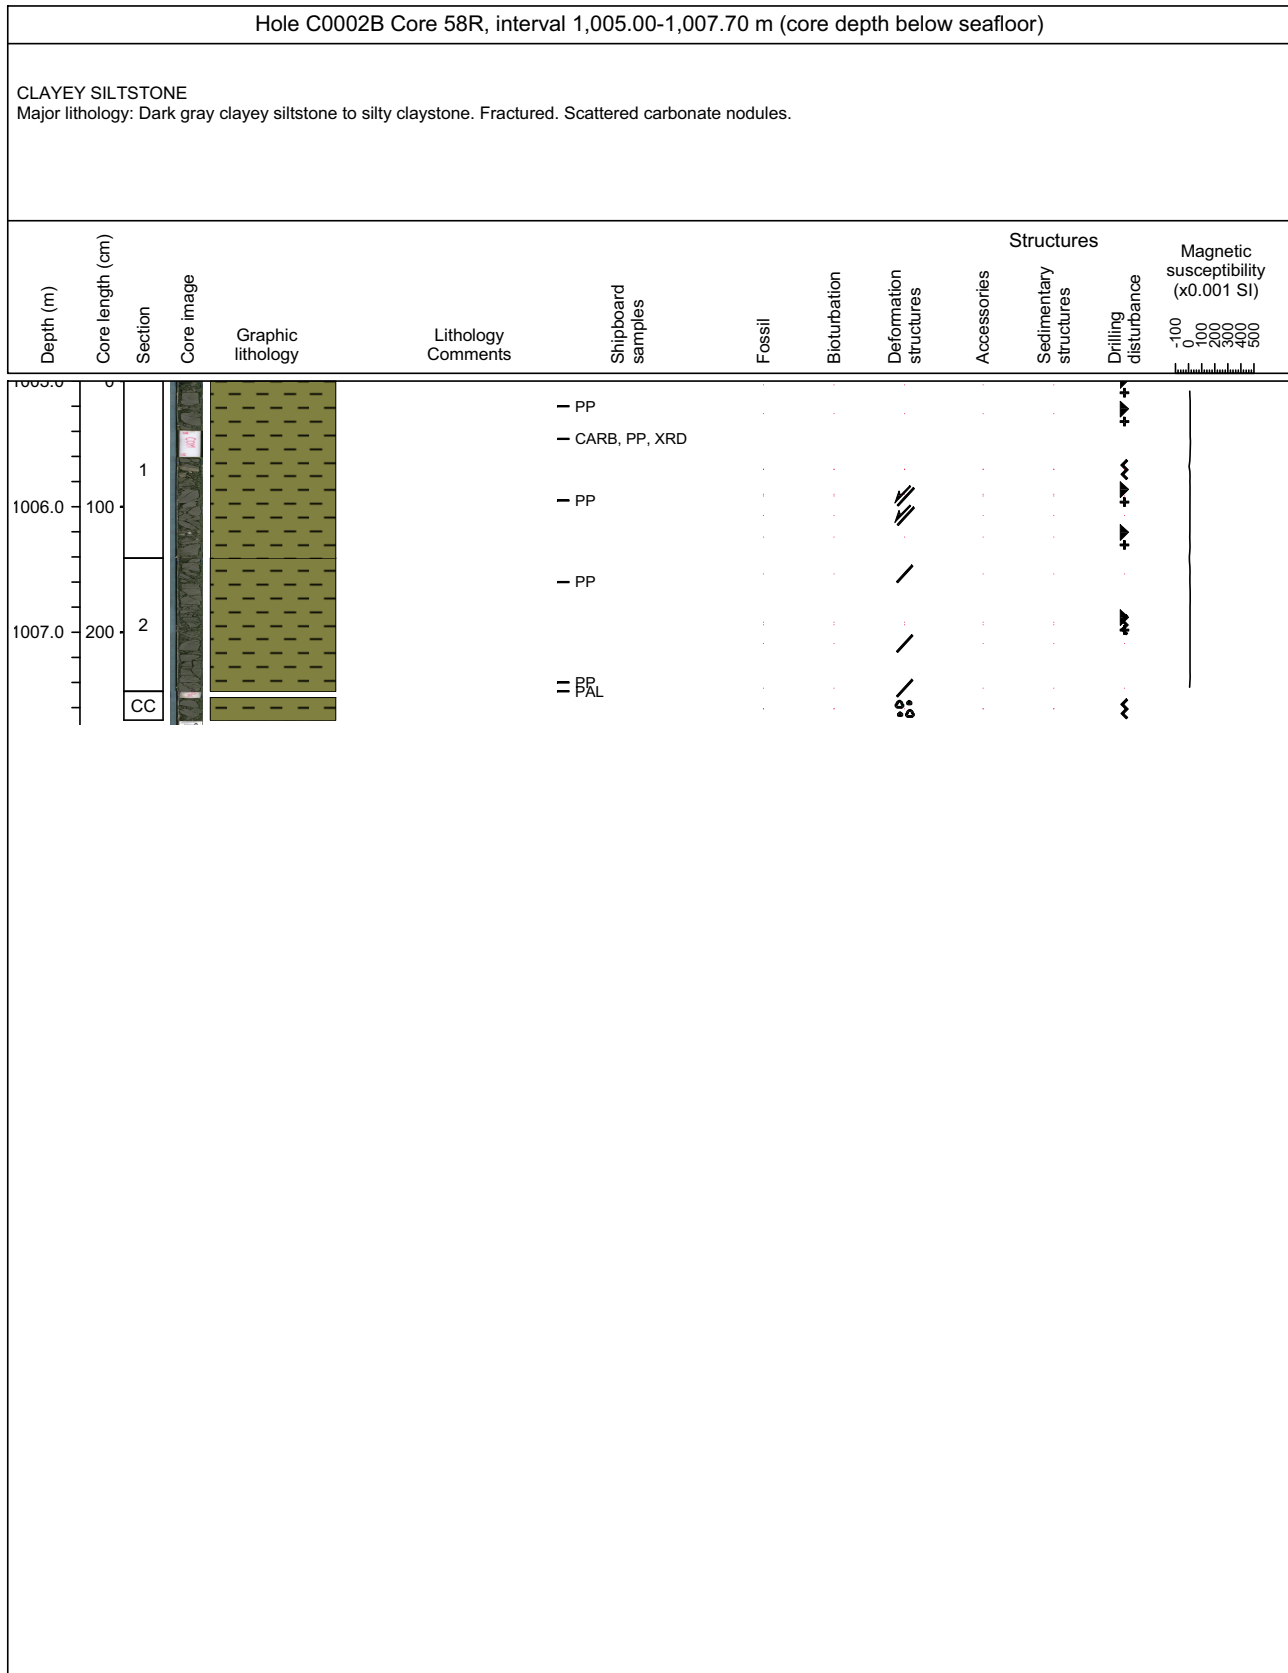 Hole C0002B Core 58R, interval 1,005.00-1,007.70 m (core depth below seafloor)
CLAYEY SILTSTONE
Major lithology: Dark gray clayey siltstone to silty claystone. Fractured. Scattered carbonate nodules.
Depth (m)
Core length (cm)
Section
Core image
Graphic
lithology
Lithology
Comments
Shipboard
samples
Fossil
Bioturbation
Structures
Deformation
structures
Accessories
Sedimentary
structures
Drilling
disturbance
Magnetic
susceptibility
(x0.001 SI)
-100
0
100
200
300
400
500
1005.0
0
PP
CARB, PP, XRD
1
1006.0
100
PP
PP
1007.0
200
2
PP
PAL
CC